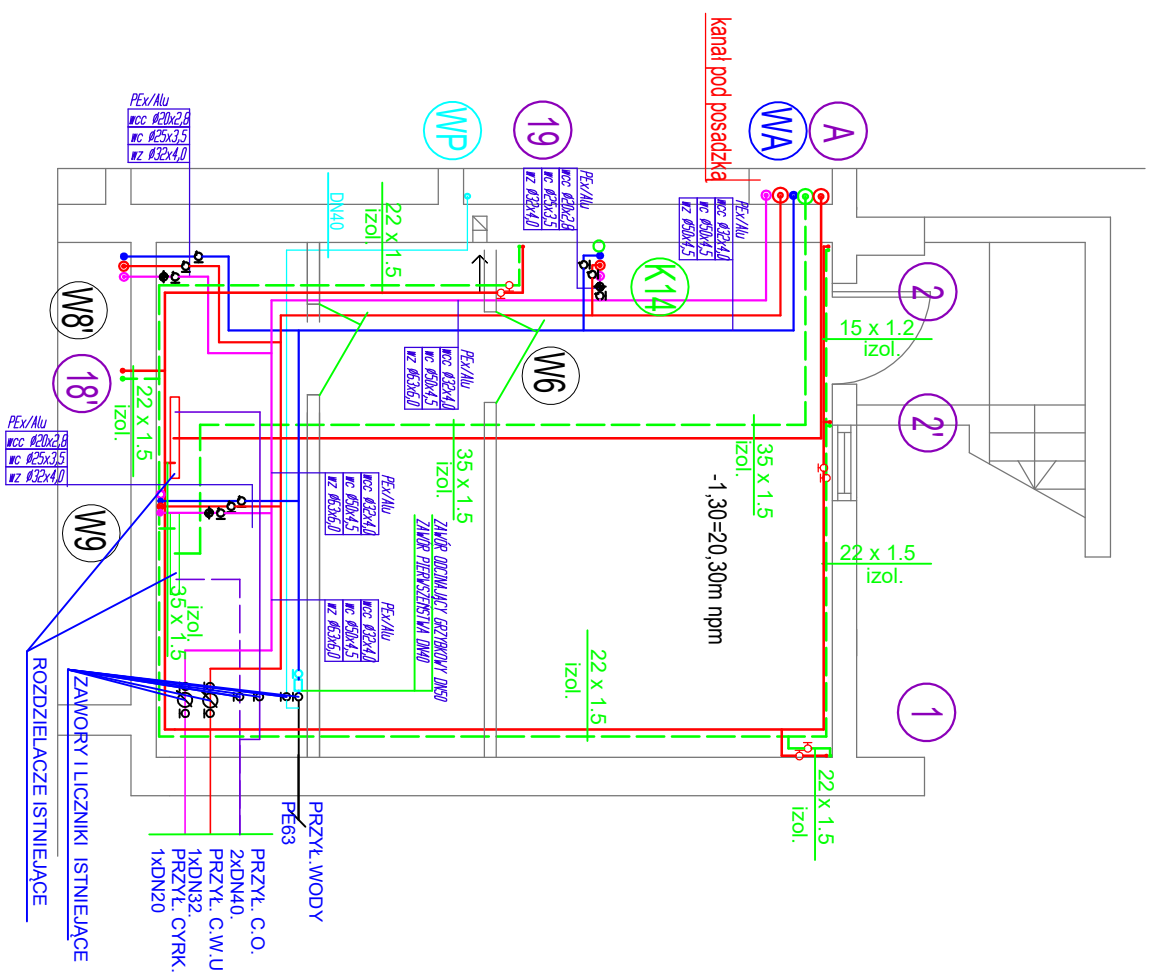 kanał pod posadzka
A
WA
19
WP
PEx/Alu
wcc Ø20x2,8
wc Ø25x3,5
wz Ø32x4,0
PEx/Alu
wcc Ø20x2,8
wc Ø25x3,5
wz Ø32x4,0
PEx/Alu
wcc Ø32x4,0
wc Ø50x4,5
wz Ø50x4,5
DN40
22 x 1.5
izol.
K14
2
15 x 1.2
izol.
W8'
18'
W6
PEx/Alu
wcc Ø32x4,0
wc Ø50x4,5
wz Ø63x6,0
2'
22 x 1.5
izol.
PEx/Alu
wcc Ø20x2,8
wc Ø25x3,5
wz Ø32x4,0
35 x 1.5
izol.
35 x 1.5
izol.
-1,30=20,30m npm
PEx/Alu
wcc Ø32x4,0
wc Ø50x4,5
wz Ø63x6,0
ZAWÓR ODCINAJĄCY GRZYBKOWY DN50
ZAWÓR PIERWSZEŃSTWA DN40
22 x 1.5
izol.
W9
izol.
35 x 1.5
PEx/Alu
wcc Ø32x4,0
wc Ø50x4,5
wz Ø63x6,0
22 x 1.5
izol.
1
22 x 1.5
izol.
ROZDZIELACZE ISTNIEJĄCE
ZAWORY I LICZNIKI ISTNIEJĄCE
PRZYŁ.WODY
PE63
PRZYŁ. C.O.
2xDN40.
PRZYŁ. C.W.U
1xDN32.
PRZYŁ. CYRK.
1xDN20